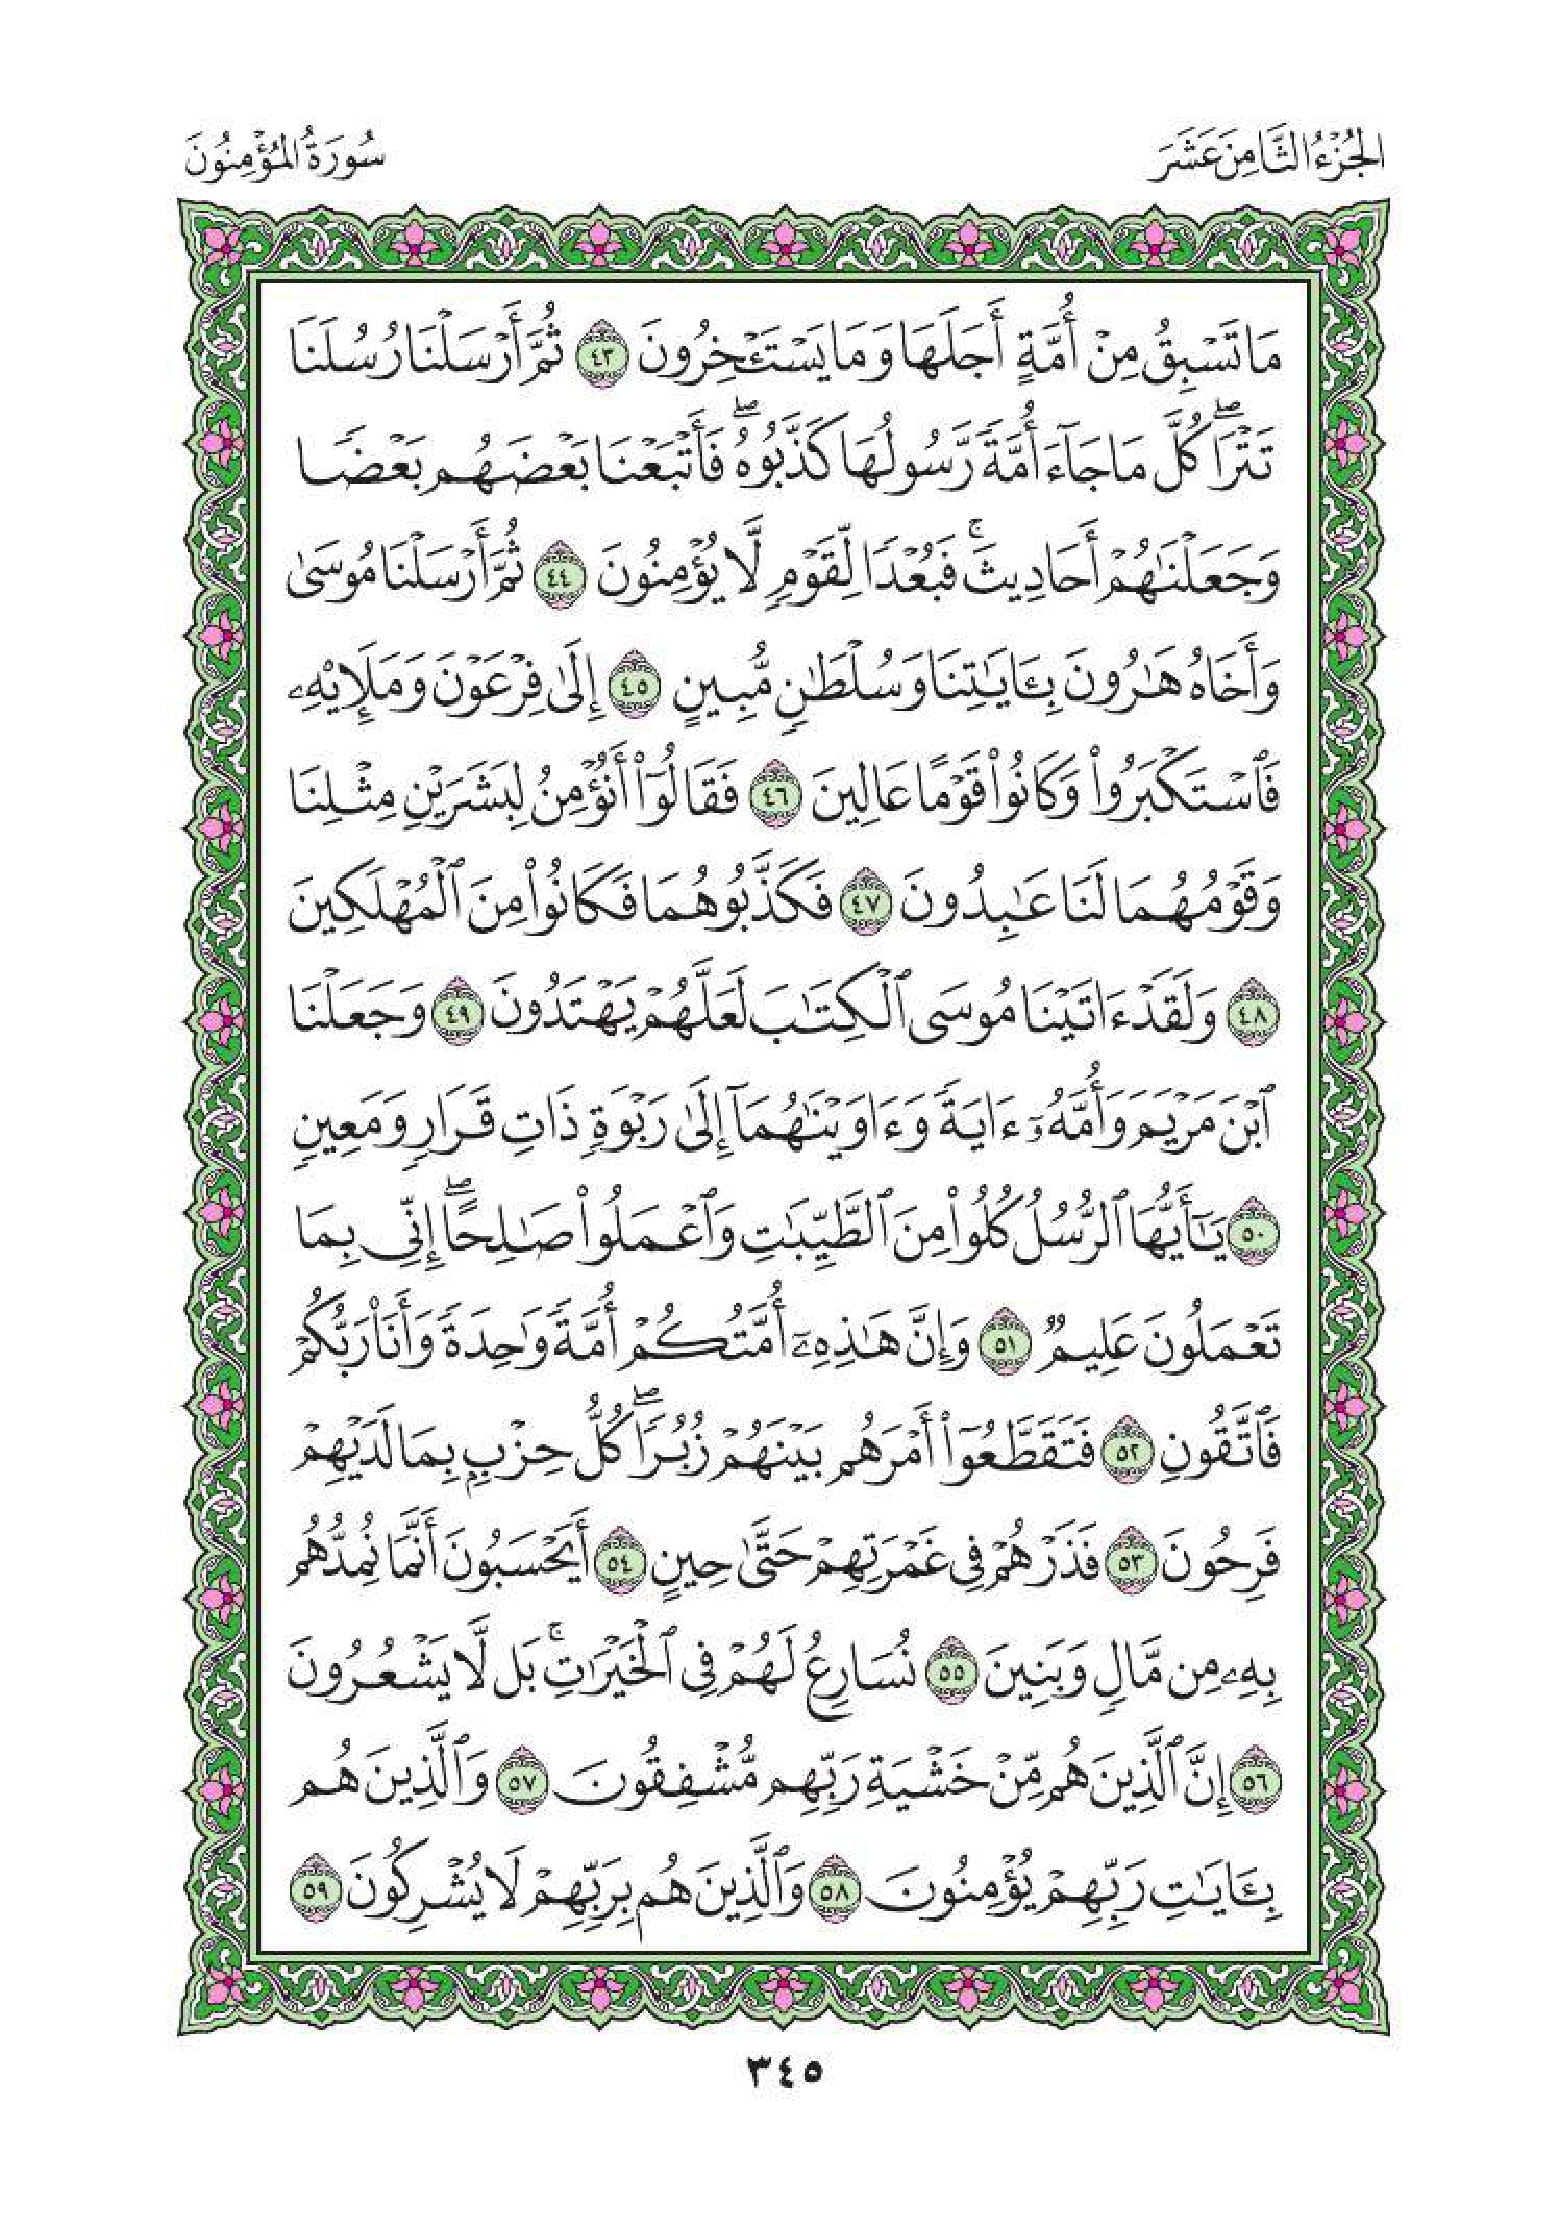 الجُزْءُ الثَّامِنَ عَشَرَ
سُورَةُ المُؤْمِنُونَ
مَا تَسْبِقُ مِنْ أُمَّةٍ أَجَلَهَا وَمَا يَسْتَـْٔخِرُونَ ٤٣ ثُمَّ أَرْسَلْنَا رُسُلَنَا
تَتْرَاۖ كُلَّ مَا جَآءَ أُمَّةً رَّسُولُهَا كَذَّبُوهُۖ فَأَتْبَعْنَا بَعْضَهُم بَعْضًا
وَجَعَلْنَٰهُمْ أَحَادِيثَۚ فَبُعْدًا لِّقَوْمٍ لَّا يُؤْمِنُونَ ٤٤ ثُمَّ أَرْسَلْنَا مُوسَىٰ
وَأَخَاهُ هَٰرُونَ بِـَٔايَٰتِنَا وَسُلْطَٰنٍ مُّبِينٍ ٤٥ إِلَىٰ فِرْعَوْنَ وَمَلَإِي۟هِۦ
فَٱسْتَكْبَرُوا۟ وَكَانُوا۟ قَوْمًا عَالِينَ ٤٦ فَقَالُوٓا۟ أَنُؤْمِنُ لِبَشَرَيْنِ مِثْلِنَا
وَقَوْمُهُمَا لَنَا عَٰبِدُونَ ٤٧ فَكَذَّبُوهُمَا فَكَانُوا۟ مِنَ ٱلْمُهْلَكِينَ
٤٨ وَلَقَدْ ءَاتَيْنَا مُوسَى ٱلْكِتَٰبَ لَعَلَّهُمْ يَهْتَدُونَ ٤٩ وَجَعَلْنَا
ٱبْنَ مَرْيَمَ وَأُمَّهُۥٓ ءَايَةً وَءَاوَيْنَٰهُمَآ إِلَىٰ رَبْوَةٍ ذَاتِ قَرَارٍ وَمَعِينٍ
٥٠ يَٰٓأَيُّهَا ٱلرُّسُلُ كُلُوا۟ مِنَ ٱلطَّيِّبَٰتِ وَٱعْمَلُوا۟ صَٰلِحًاۖ إِنِّى بِمَا
تَعْمَلُونَ عَلِيمٌ ٥١ وَإِنَّ هَٰذِهِۦٓ أُمَّتُكُمْ أُمَّةً وَٰحِدَةً وَأَنَا۠ رَبُّكُمْ
فَٱتَّقُونِ ٥٢ فَتَقَطَّعُوٓا۟ أَمْرَهُم بَيْنَهُمْ زُبُرًاۖ كُلُّ حِزْبٍۭ بِمَا لَدَيْهِمْ
فَرِحُونَ ٥٣ فَذَرْهُمْ فِى غَمْرَتِهِمْ حَتَّىٰ حِينٍ ٥٤ أَيَحْسَبُونَ أَنَّمَا نُمِدُّهُم
بِهِۦ مِن مَّالٍ وَبَنِينَ ٥٥ نُسَارِعُ لَهُمْ فِى ٱلْخَيْرَٰتِۚ بَل لَّا يَشْعُرُونَ
٥٦ إِنَّ ٱلَّذِينَ هُم مِّنْ خَشْيَةِ رَبِّهِم مُّشْفِقُونَ ٥٧ وَٱلَّذِينَ هُم
بِـَٔايَٰتِ رَبِّهِمْ يُؤْمِنُونَ ٥٨ وَٱلَّذِينَ هُم بِرَبِّهِمْ لَا يُشْرِكُونَ ٥٩
٣٤٥